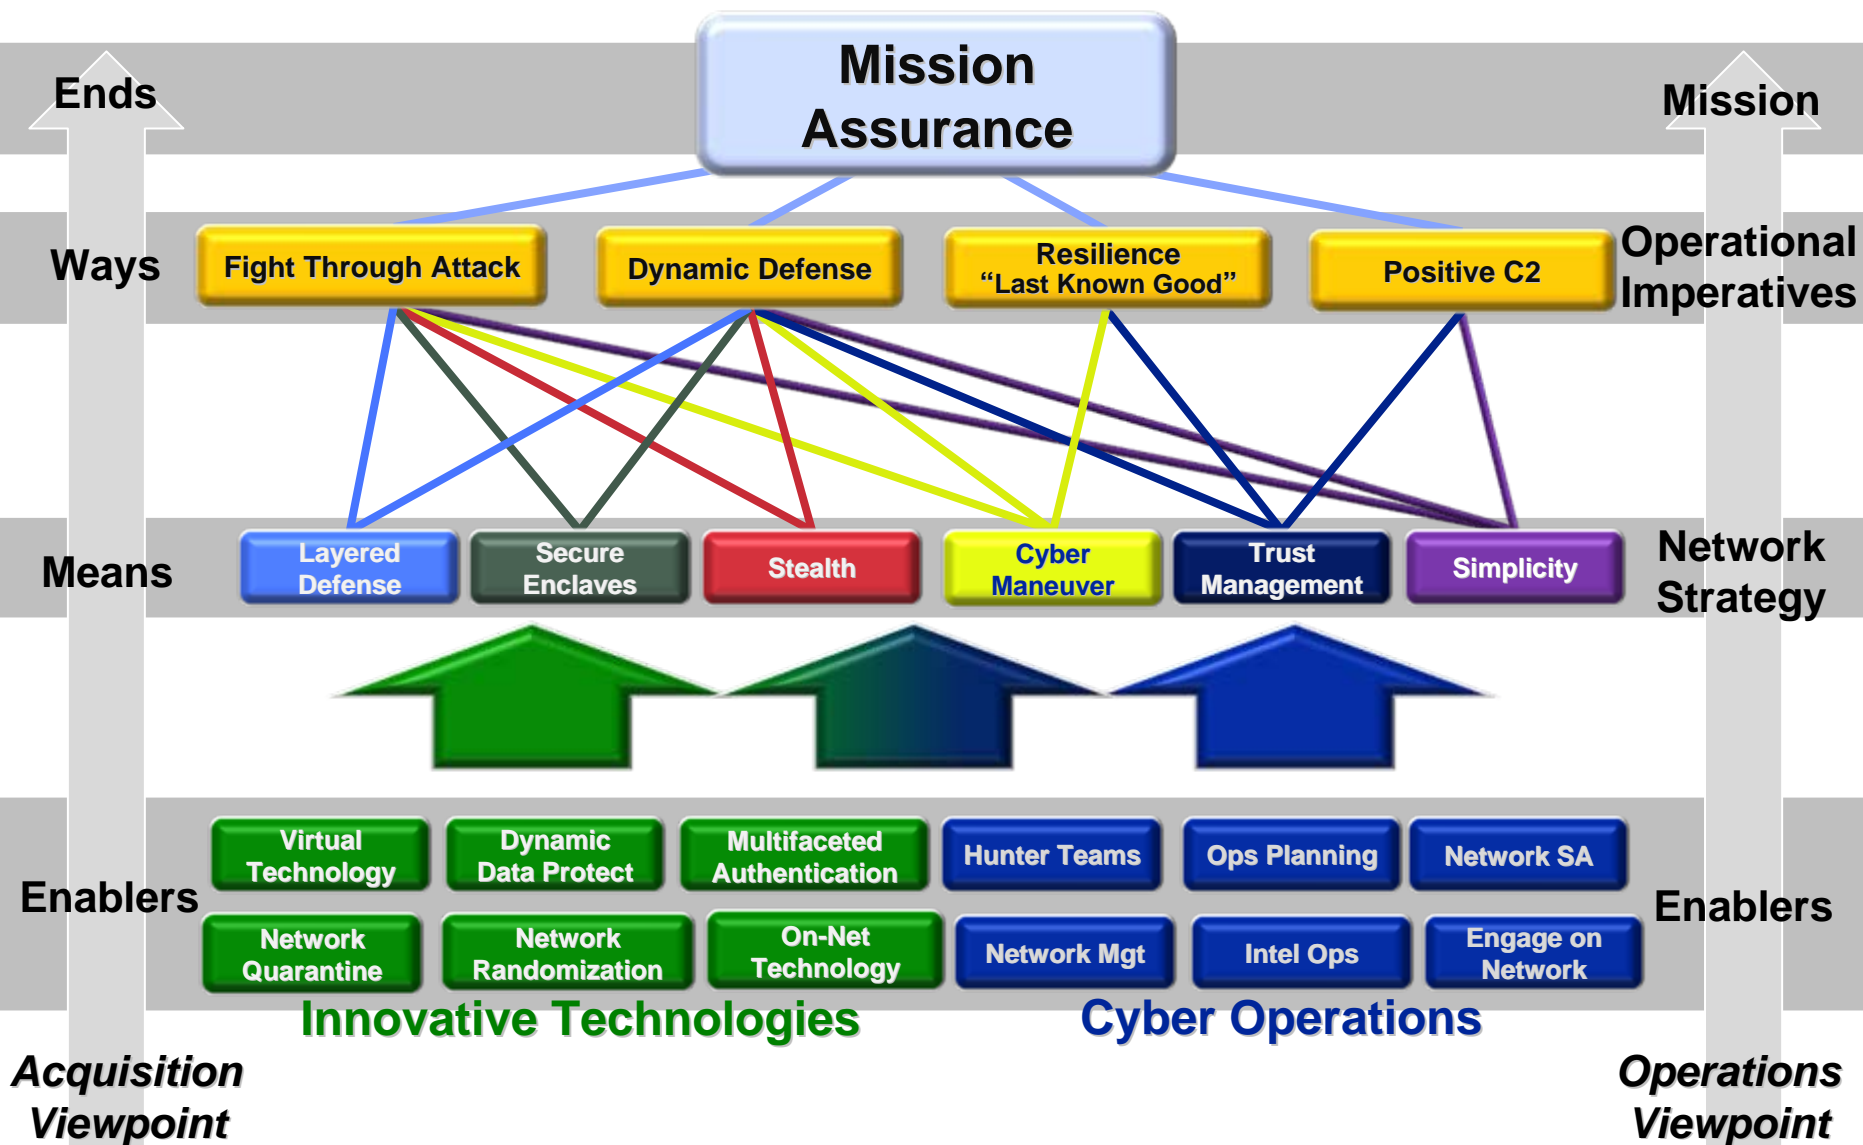 Mission
Assurance
Ends
Mission
Ways
Fight Through Attack
Dynamic Defense
Resilience
“Last Known Good”
Positive C2
Operational
Imperatives
Means
Layered
Defense
Secure
Enclaves
Stealth
Cyber
Maneuver
Trust
Management
Simplicity
Network
Strategy
Enablers
Virtual
Technology
Dynamic
Data Protect
Multifaceted
Authentication
Hunter Teams
Ops Planning
Network SA
Enablers
Network
Quarantine
Network
Randomization
On-Net
Technology
Network Mgt
Intel Ops
Engage on
Network
Innovative Technologies
Cyber Operations
Acquisition
Viewpoint
Operations
Viewpoint